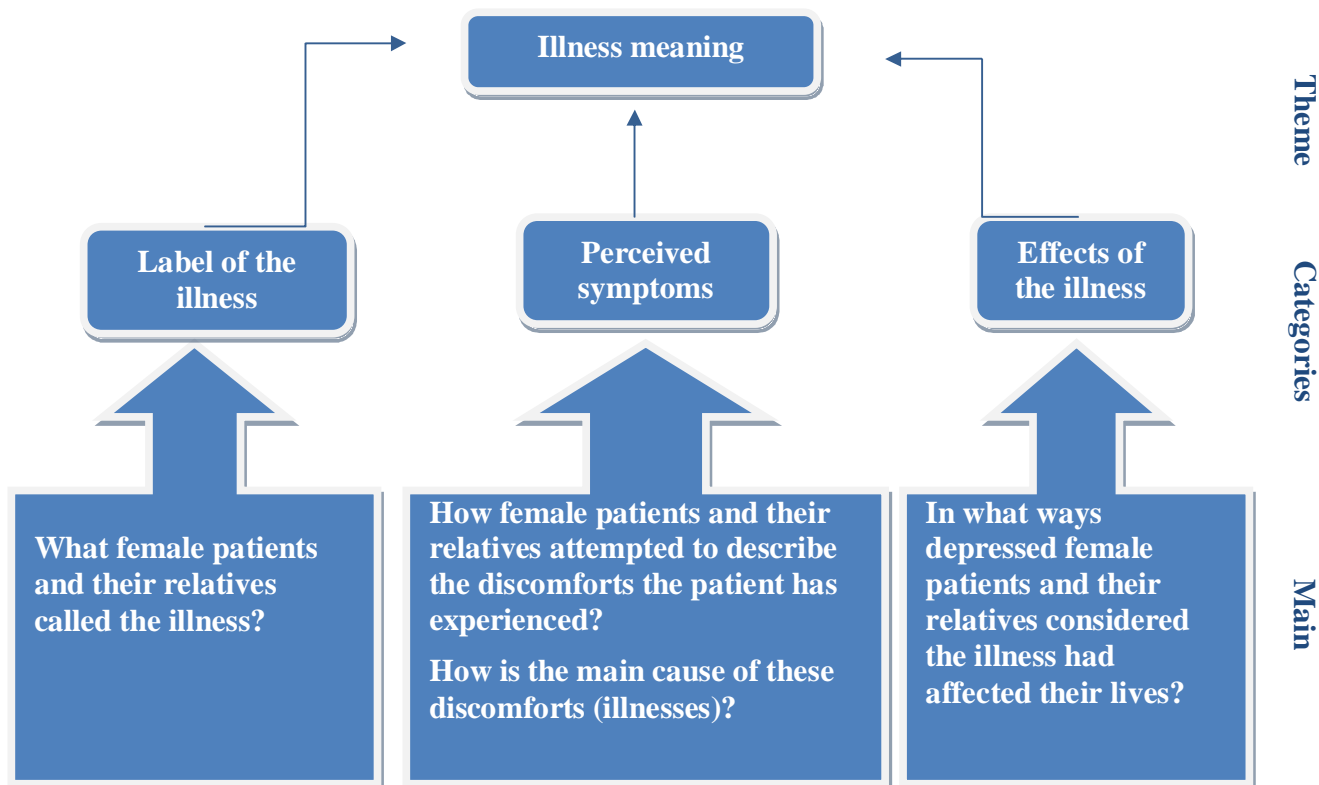 Illness meaning
Theme
Label of the
illness
Perceived
symptoms
Effects of
the illness
Categories
What female patients
and their relatives
called the illness?
How female patients and their
relatives attempted to describe
the discomforts the patient has
experienced?
How is the main cause of these
discomforts (illnesses)?
In what ways
depressed female
patients and their
relatives considered
the illness had
affected their lives?
Main